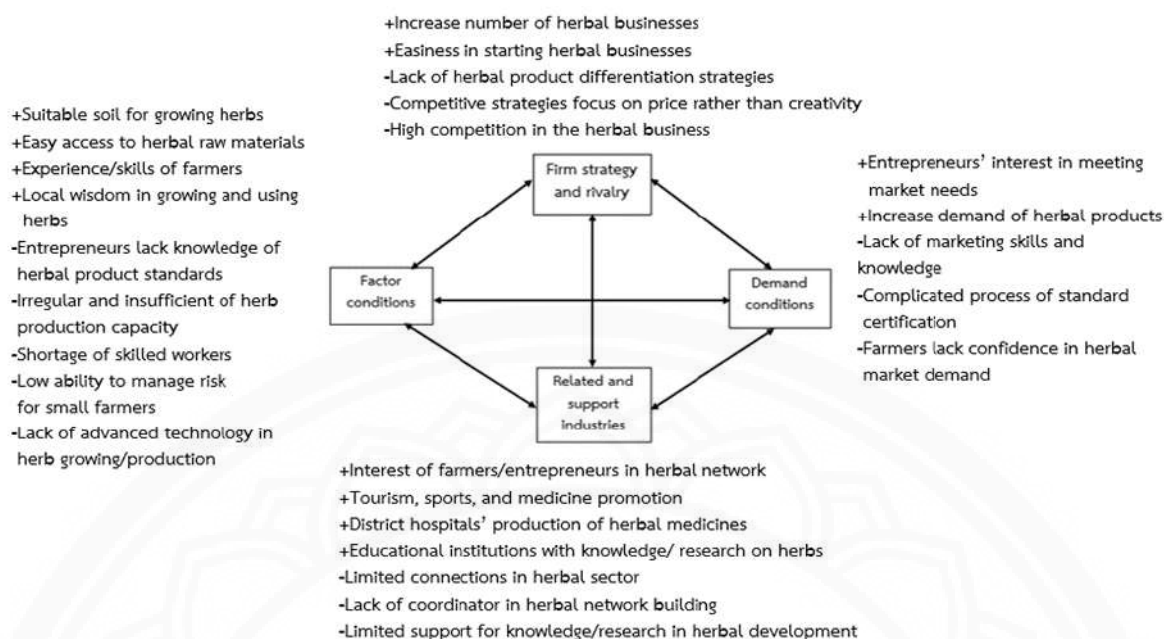 +Increase number of herbal businesses
+Easiness in starting herbal businesses
-Lack of herbal product differentiation strategies
-Competitive strategies focus on price rather than creativity
-High competition in the herbal business
+Suitable soil for growing herbs
+Easy access to herbal raw materials
+Experience/skills of farmers
+Local wisdom in growing and using
herbs
-Entrepreneurs lack knowledge of
herbal product standards
-Irregular and insufficient of herb
production capacity
-Shortage of skilled workers
-Low ability to manage risk
for small farmers
-Lack of advanced technology in
herb growing/production
Firm strategy
and rivalry
Factor
conditions
Demand
conditions
Related and
support
industries
+Entrepreneurs' interest in meeting
market needs
+Increase demand of herbal products
-Lack of marketing skills and
knowledge
-Complicated process of standard
certification
-Farmers lack confidence in herbal
market demand
+Interest of farmers/entrepreneurs in herbal network
+Tourism, sports, and medicine promotion
+District hospitals' production of herbal medicines
+Educational institutions with knowledge/ research on herbs
-Limited connections in herbal sector
-Lack of coordinator in herbal network building
-Limited support for knowledge/research in herbal development